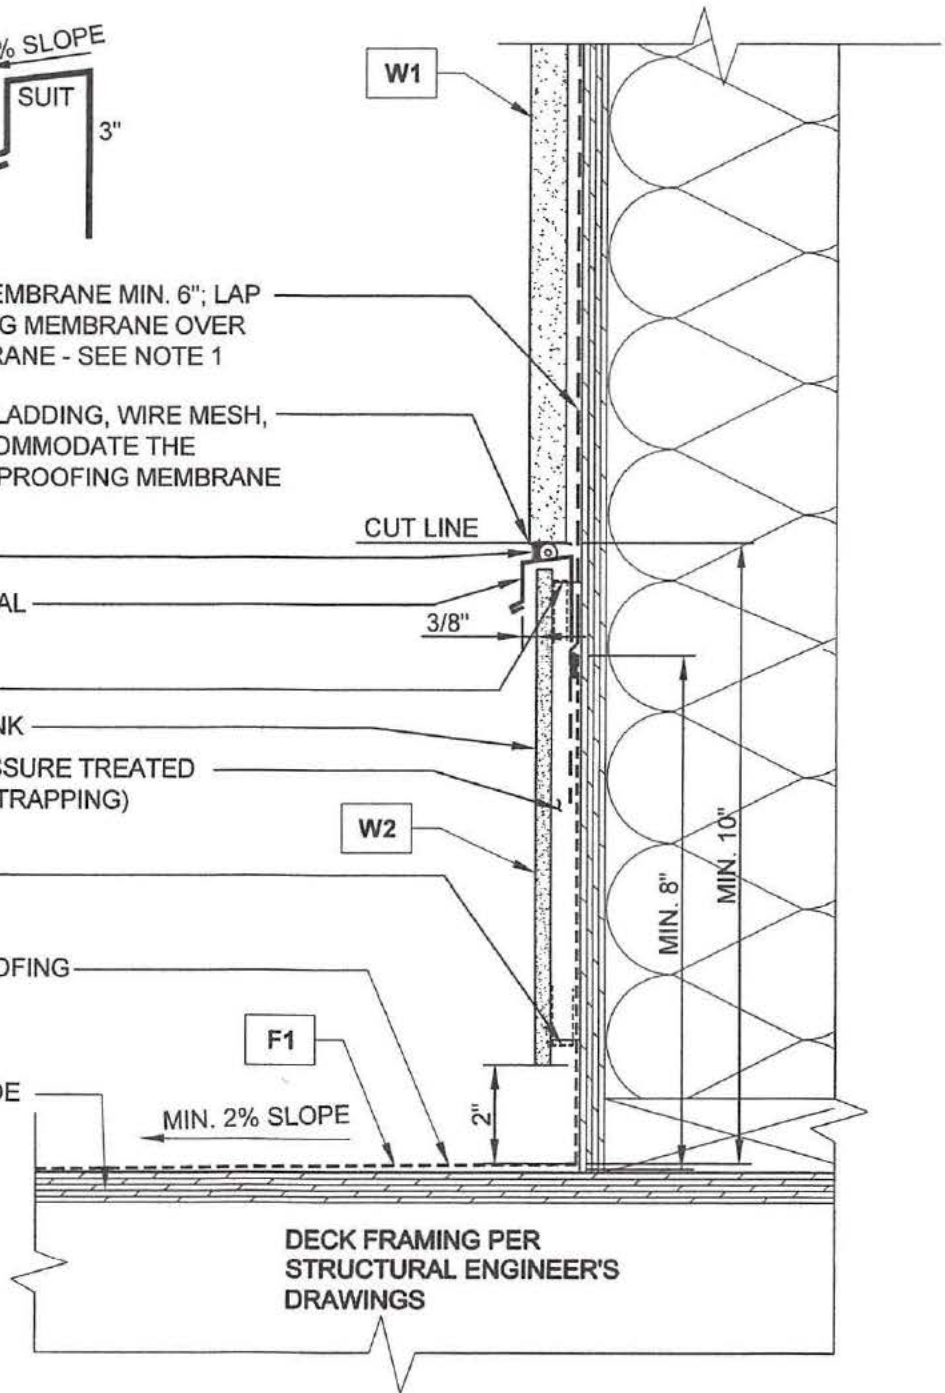 % SLOPE
SUIT
3"
W1
EMBRANE MIN. 6"; LAP
G MEMBRANE OVER
RANE - SEE NOTE 1
LADDING, WIRE MESH,
OMMODATE THE
PROOFING MEMBRANE
CUT LINE
AL
3/8"
NK
SSURE TREATED
TRAPPING)
W2
MIN. 8"
MIN. 10"
OFING
F1
DE
MIN. 2% SLOPE
2"
DECK FRAMING PER
STRUCTURAL ENGINEER'S
DRAWINGS